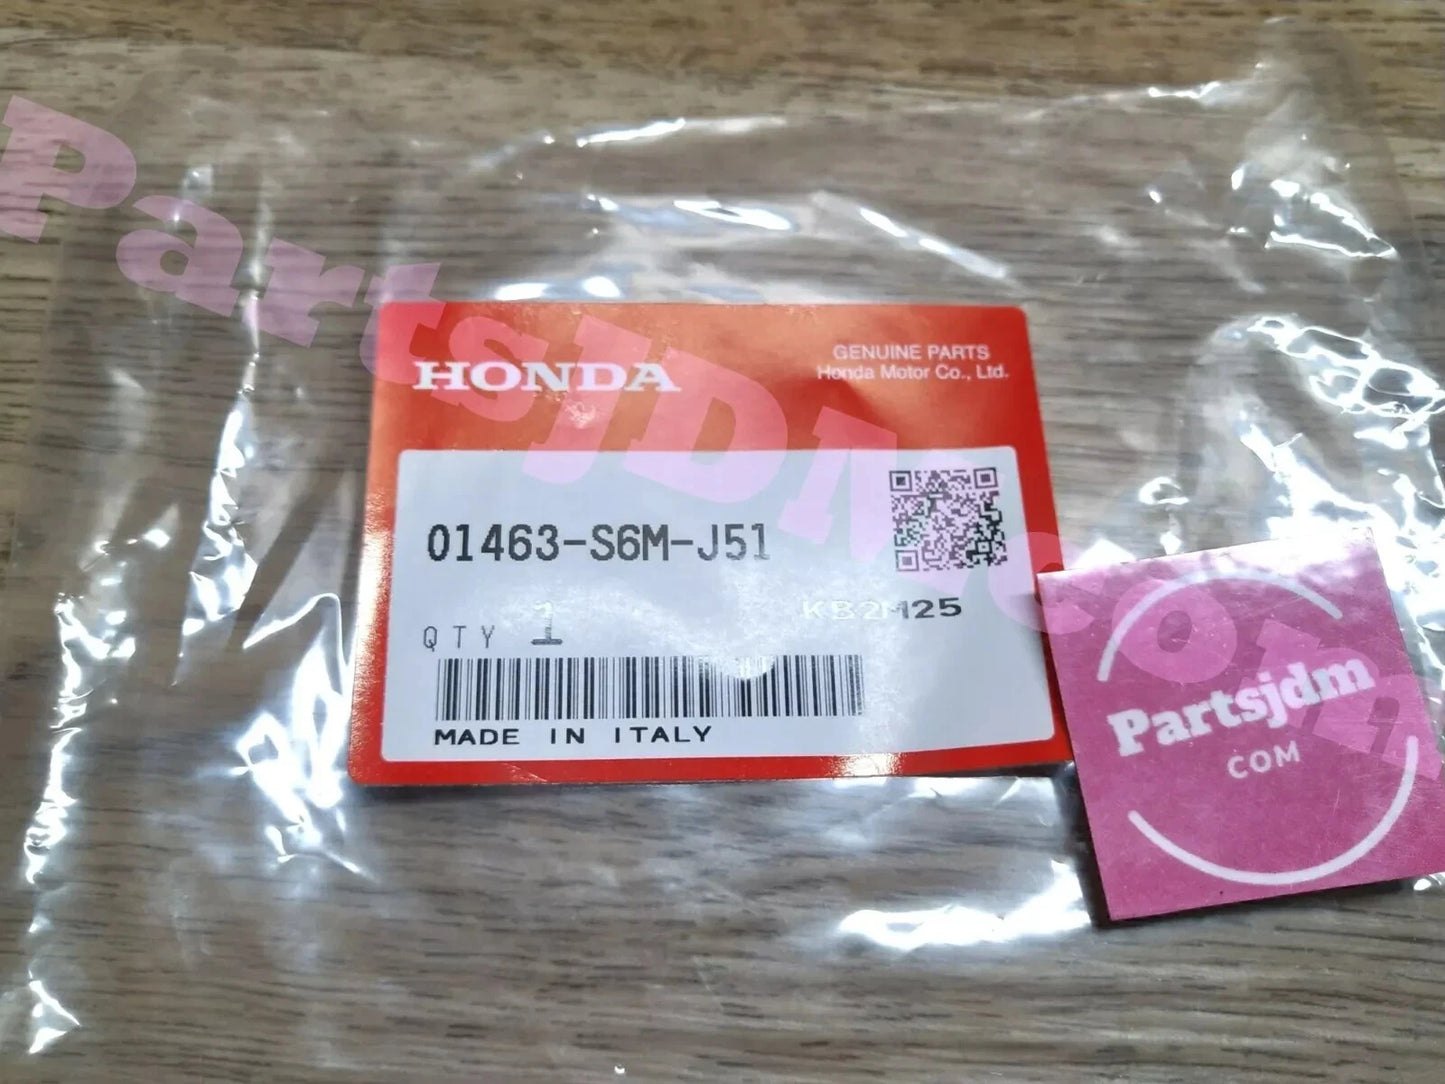 PartsJDM.com
HONDA
GENUINE PARTS
Honda Motor Co., Ltd.
01463-S6M-J51
QTY 1
KB2M25
MADE IN ITALY
Partsjdm
COM